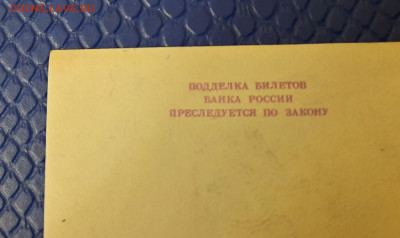 ПОДДЕЛКА БИЛЕТОВ
БАНКА РОССИИ
ПРЕСЛЕДУЕТСЯ ПО ЗАКОНУ